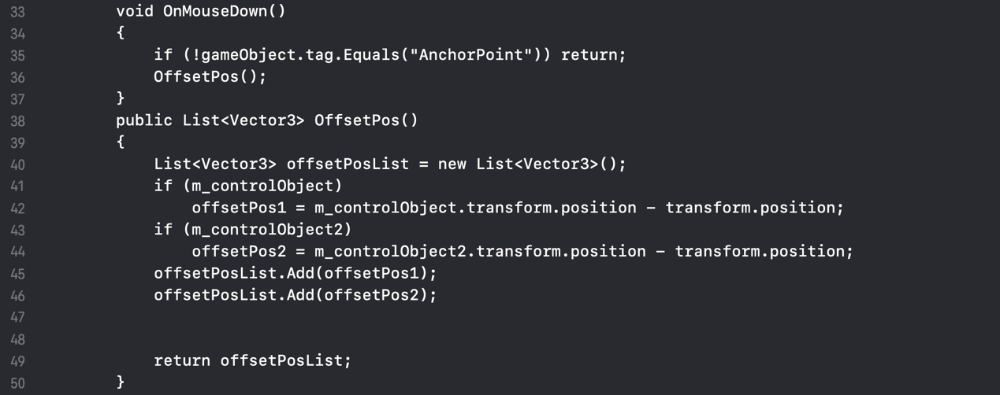 33 void OnMouseDown()
34 {
35 if (!gameObject.tag.Equals("AnchorPoint")) return;
36 OffsetPos();
37 }
38 public List<Vector3> OffsetPos()
39 {
40 List<Vector3> offsetPosList = new List<Vector3>();
41 if (m_controlObject)
42 offsetPos1 = m_controlObject.transform.position - transform.position;
43 if (m_controlObject2)
44 offsetPos2 = m_controlObject2.transform.position - transform.position;
45 offsetPosList.Add(offsetPos1);
46 offsetPosList.Add(offsetPos2);
47
48
49 return offsetPosList;
50 }